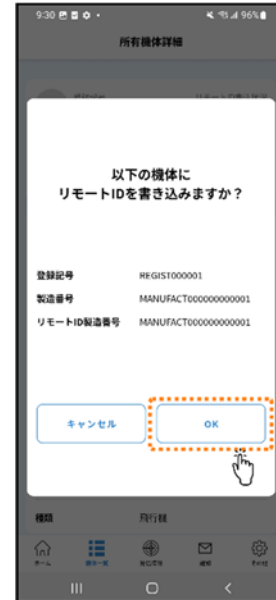 9:30
96%
所有機体詳細
以下の機体に
リモートIDを書き込みますか？
登録記号 REGIST000001
製造番号 MANUFACT000000000001
リモートID製造番号 MANUFACT000000000001
キャンセル OK
種類 飛行機
ホーム 機体一覧 通知 その他